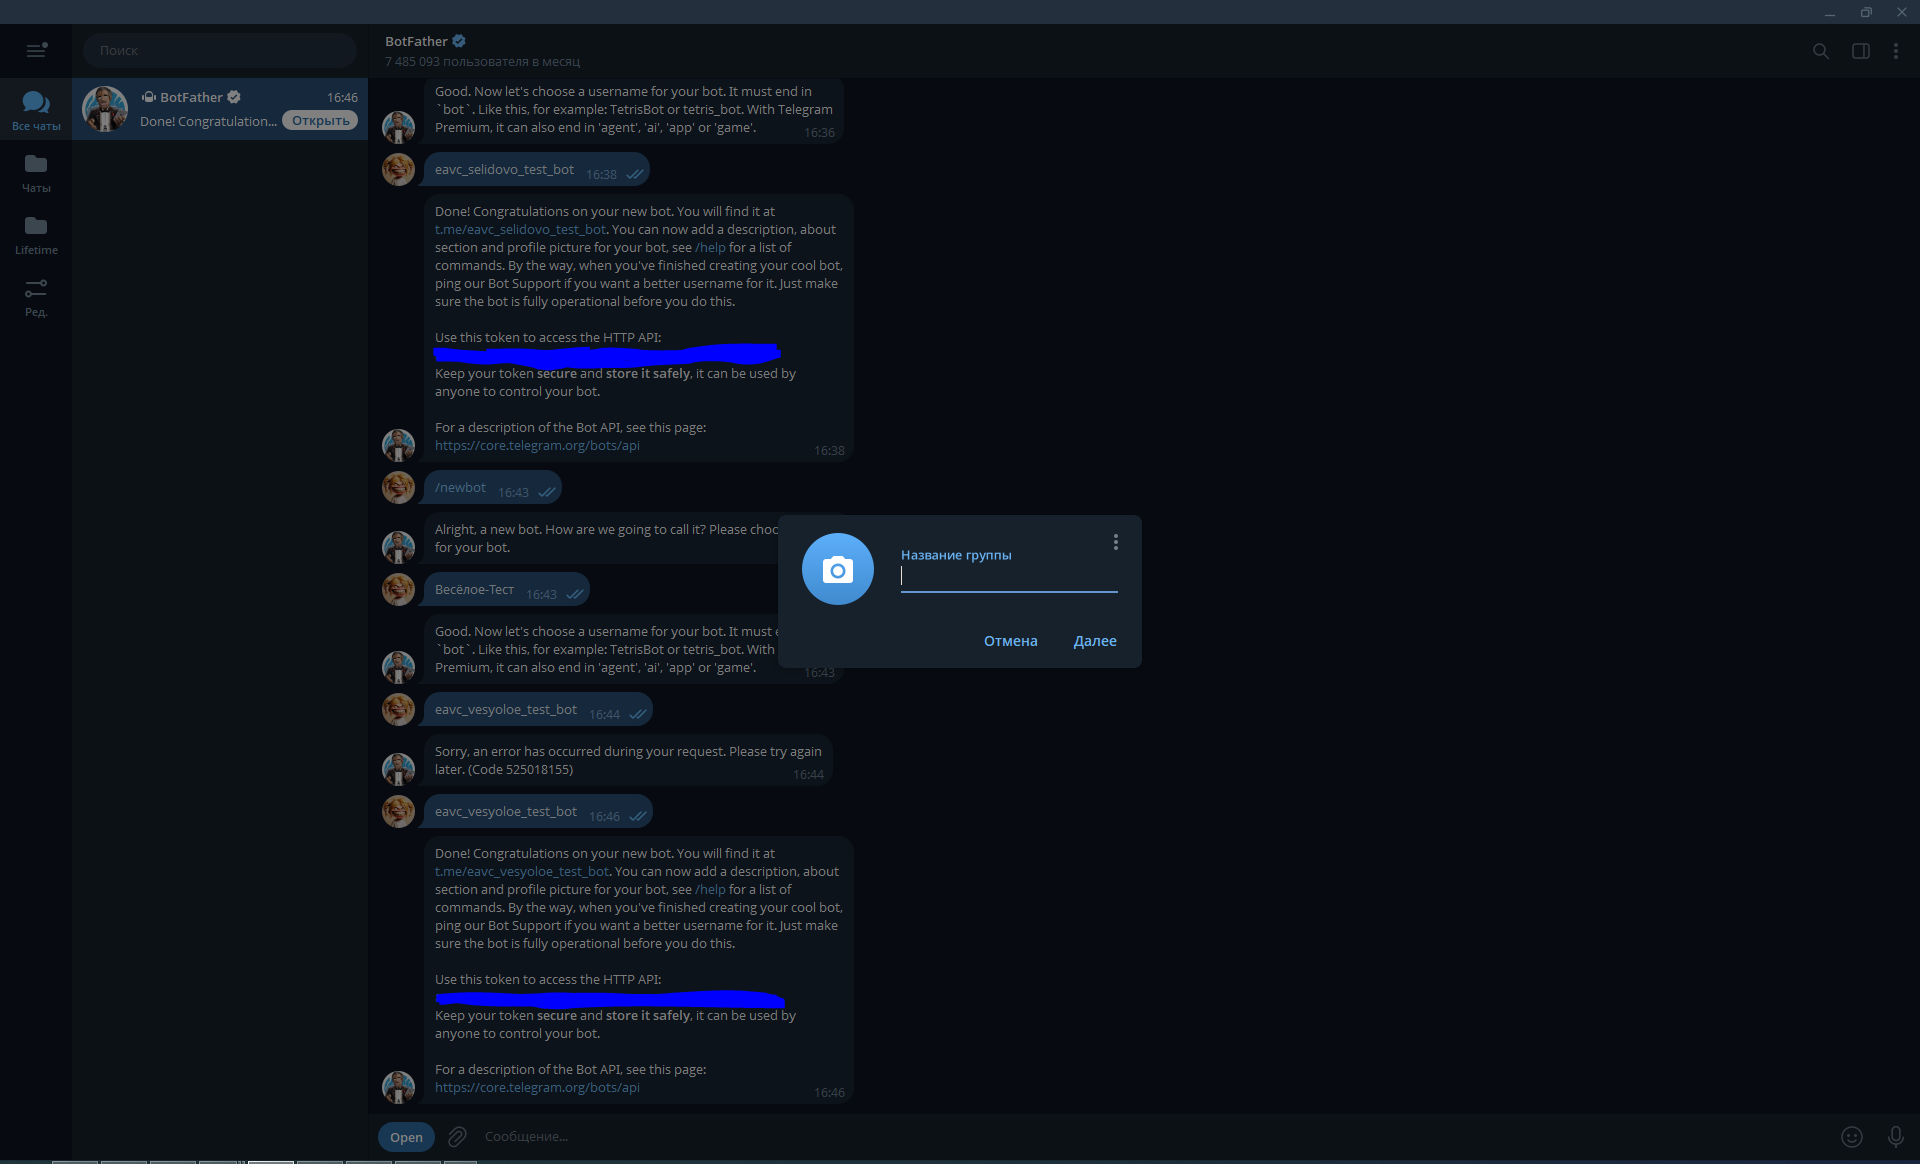 Поиск
BotFather
7 485 093 пользователя в месяц
Все чаты
Чаты
Lifetime
Ред.
BotFather 16:46
Done! Congratulation... Открыть
Good. Now let's choose a username for your bot. It must end in
`bot`. Like this, for example: TetrisBot or tetris_bot. With Telegram
Premium, it can also end in 'agent', 'ai', 'app' or 'game'. 16:36
eavc_selidovo_test_bot 16:38
Done! Congratulations on your new bot. You will find it at
t.me/eavc_selidovo_test_bot. You can now add a description, about
section and profile picture for your bot, see /help for a list of
commands. By the way, when you've finished creating your cool bot,
ping our Bot Support if you want a better username for it. Just make
sure the bot is fully operational before you do this.
Use this token to access the HTTP API:
Keep your token secure and store it safely, it can be used by
anyone to control your bot.
For a description of the Bot API, see this page:
https://core.telegram.org/bots/api 16:38
/newbot 16:43
Alright, a new bot. How are we going to call it? Please choo
for your bot.
Весёлое-Тест 16:43
Good. Now let's choose a username for your bot. It must
`bot`. Like this, for example: TetrisBot or tetris_bot. With
Premium, it can also end in 'agent', 'ai', 'app' or 'game'. 16:43
eavc_vesyoloe_test_bot 16:44
Sorry, an error has occurred during your request. Please try again
later. (Code 525018155) 16:44
eavc_vesyoloe_test_bot 16:46
Done! Congratulations on your new bot. You will find it at
t.me/eavc_vesyoloe_test_bot. You can now add a description, about
section and profile picture for your bot, see /help for a list of
commands. By the way, when you've finished creating your cool bot,
ping our Bot Support if you want a better username for it. Just make
sure the bot is fully operational before you do this.
Use this token to access the HTTP API:
Keep your token secure and store it safely, it can be used by
anyone to control your bot.
For a description of the Bot API, see this page:
https://core.telegram.org/bots/api 16:46
Название группы
Отмена Далее
Open Сообщение...